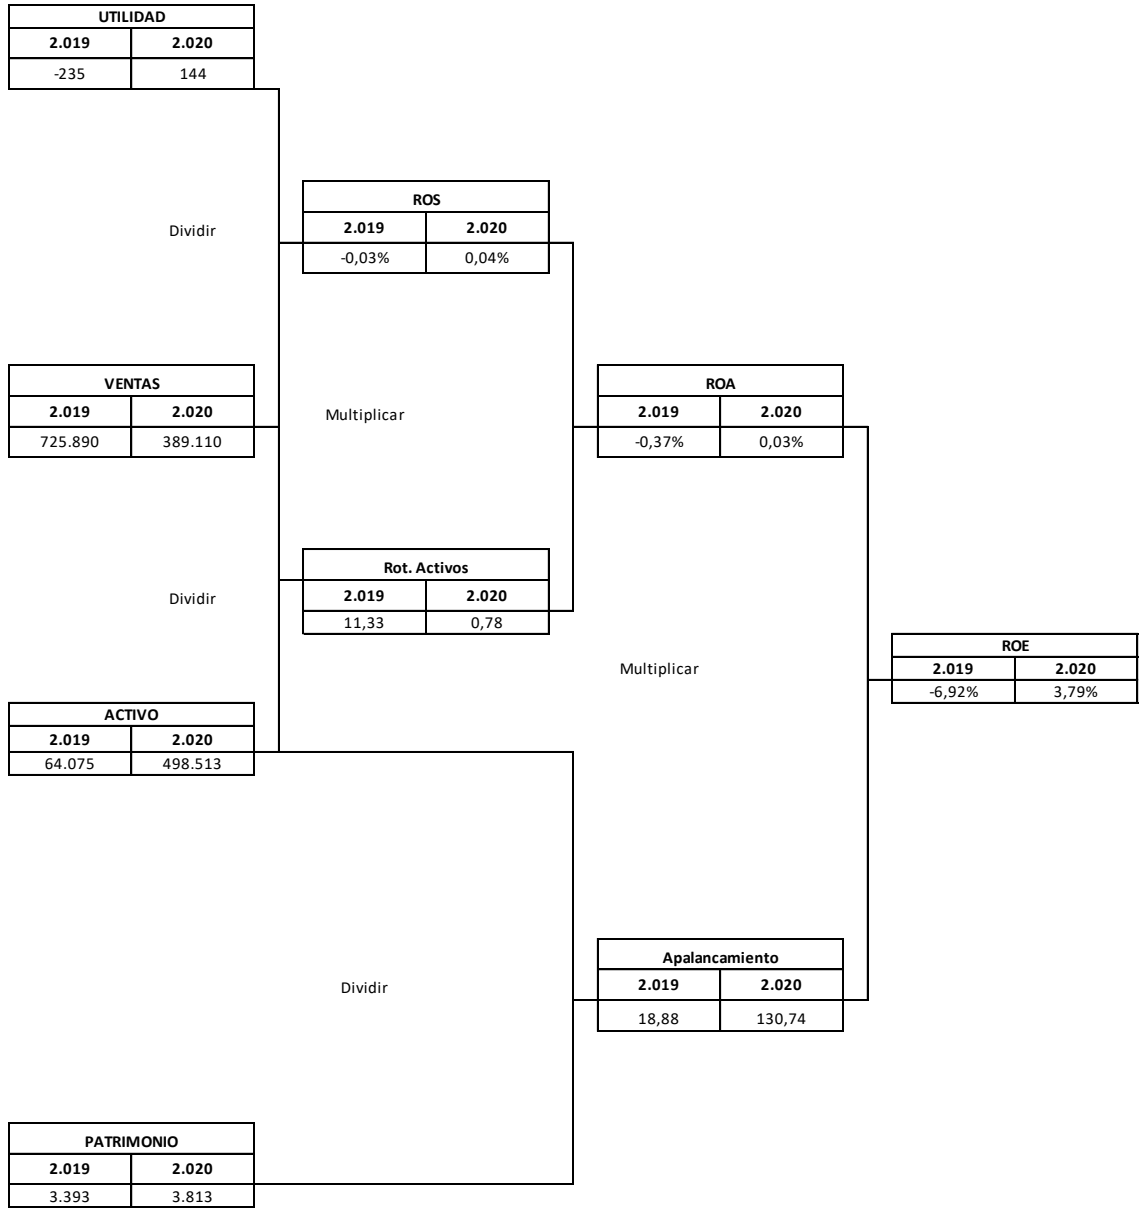 UTILIDAD
2.019 2.020
-235 144
Dividir
ROS
2.019 2.020
-0,03% 0,04%
VENTAS
2.019 2.020
725.890 389.110
Multiplicar
ROA
2.019 2.020
-0,37% 0,03%
Dividir
Rot. Activos
2.019 2.020
11,33 0,78
Multiplicar
ROE
2.019 2.020
-6,92% 3,79%
ACTIVO
2.019 2.020
64.075 498.513
Dividir
Apalancamiento
2.019 2.020
18,88 130,74
PATRIMONIO
2.019 2.020
3.393 3.813